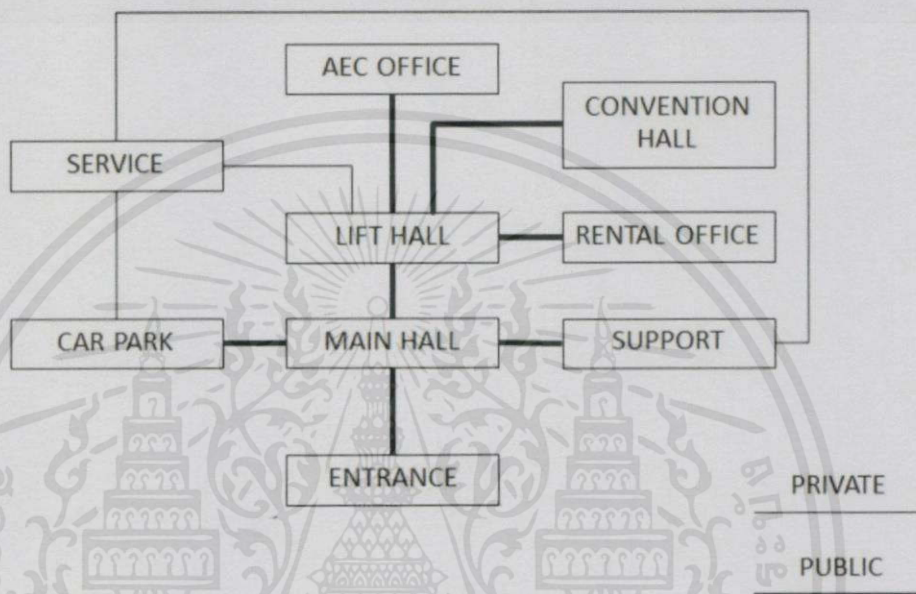 AEC OFFICE
CONVENTION
HALL
SERVICE
LIFT HALL
RENTAL OFFICE
CAR PARK
MAIN HALL
SUPPORT
ENTRANCE
PRIVATE
PUBLIC